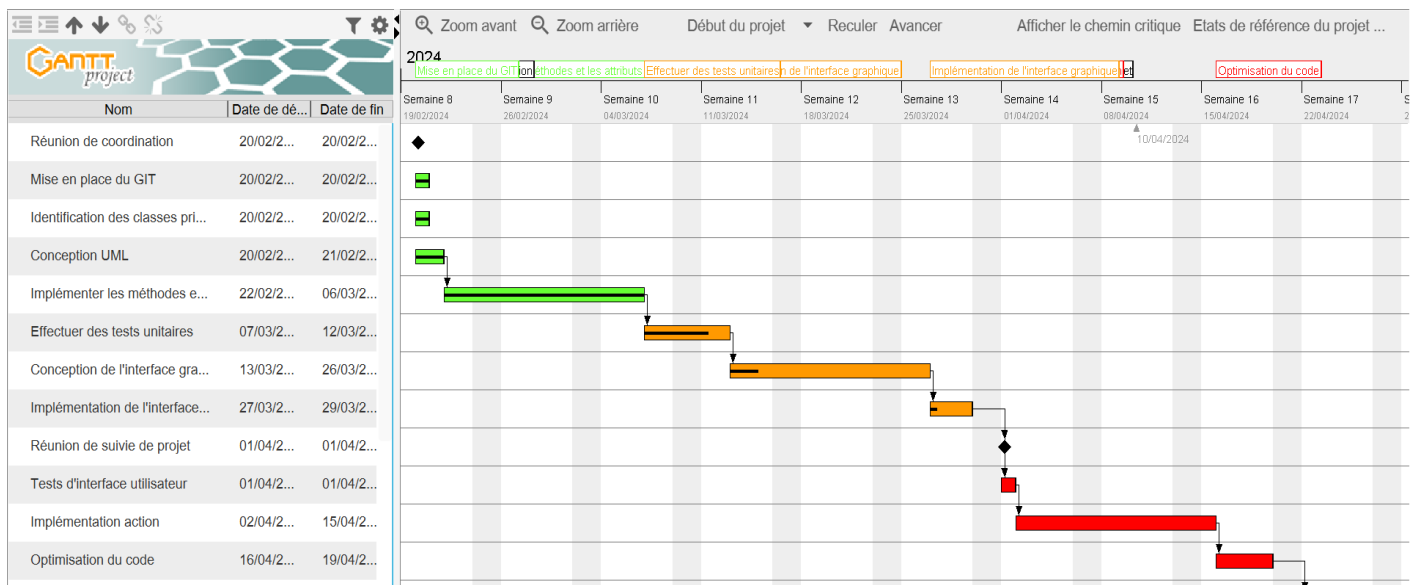 Zoom avant Zoom arrière Début du projet Reculer Avancer Afficher le chemin critique Etats de référence du projet ...
GANTT project
2024
Mise en place du GIT ion éthodes et les attributs Effectuer des tests unitaires n de l'interface graphique Implémentation de l'interface graphique et Optimisation du code
Nom Date de dé... Date de fin
Semaine 8 Semaine 9 Semaine 10 Semaine 11 Semaine 12 Semaine 13 Semaine 14 Semaine 15 Semaine 16 Semaine 17 S
19/02/2024 26/02/2024 04/03/2024 11/03/2024 18/03/2024 25/03/2024 01/04/2024 08/04/2024 15/04/2024 22/04/2024 2
10/04/2024
Réunion de coordination 20/02/2... 20/02/2...
Mise en place du GIT 20/02/2... 20/02/2...
Identification des classes pri... 20/02/2... 20/02/2...
Conception UML 20/02/2... 21/02/2...
Implémenter les méthodes e... 22/02/2... 06/03/2...
Effectuer des tests unitaires 07/03/2... 12/03/2...
Conception de l'interface gra... 13/03/2... 26/03/2...
Implémentation de l'interface... 27/03/2... 29/03/2...
Réunion de suivie de projet 01/04/2... 01/04/2...
Tests d'interface utilisateur 01/04/2... 01/04/2...
Implémentation action 02/04/2... 15/04/2...
Optimisation du code 16/04/2... 19/04/2...